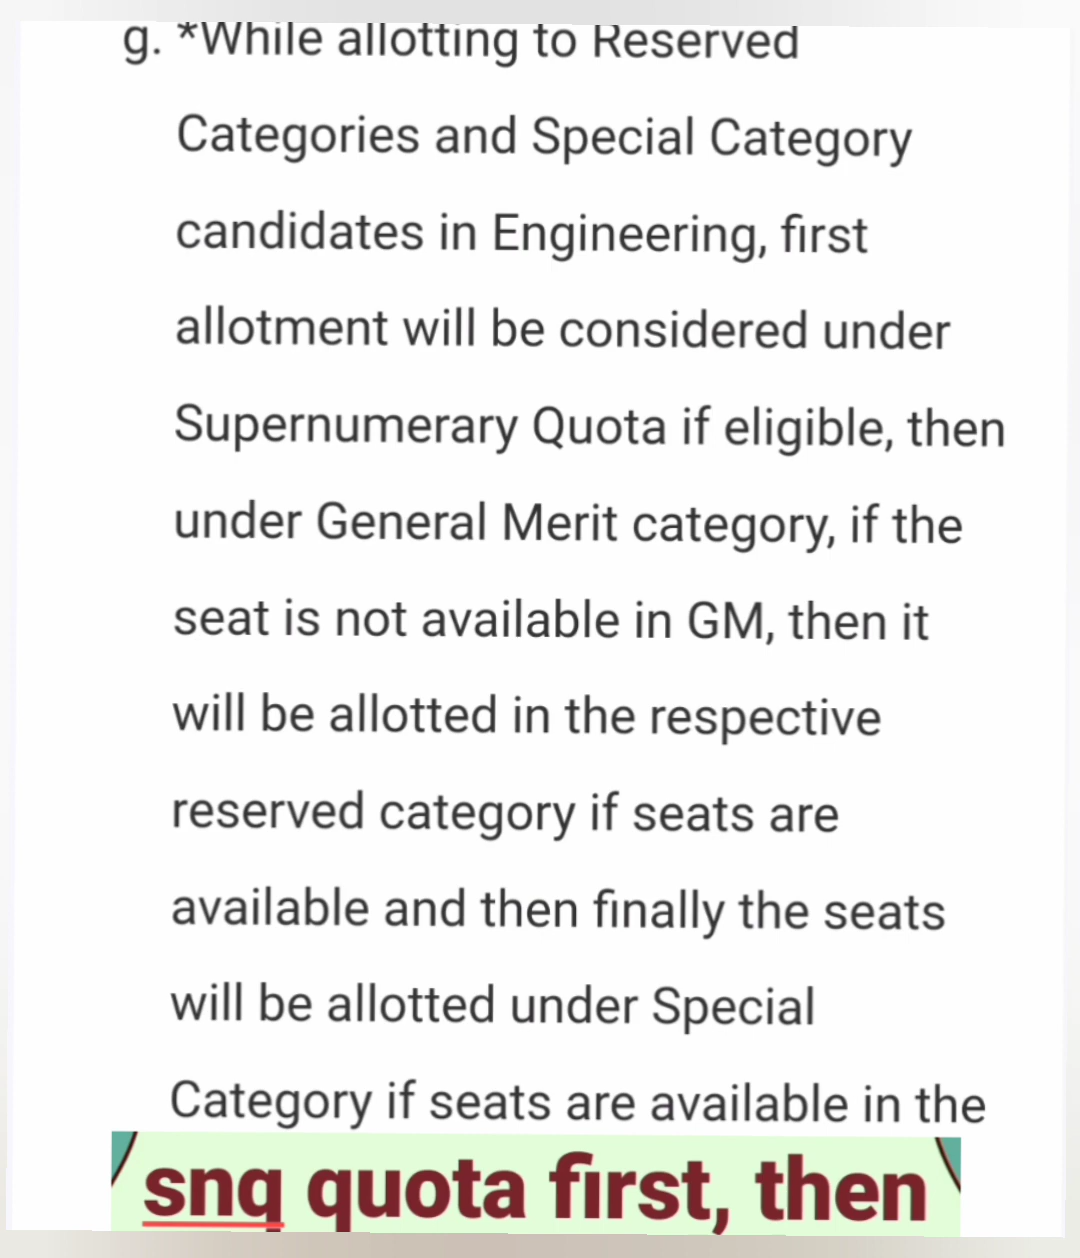 g. *While allotting to Reserved
Categories and Special Category
candidates in Engineering, first
allotment will be considered under
Supernumerary Quota if eligible, then
under General Merit category, if the
seat is not available in GM, then it
will be allotted in the respective
reserved category if seats are
available and then finally the seats
will be allotted under Special
Category if seats are available in the
snq quota first, then